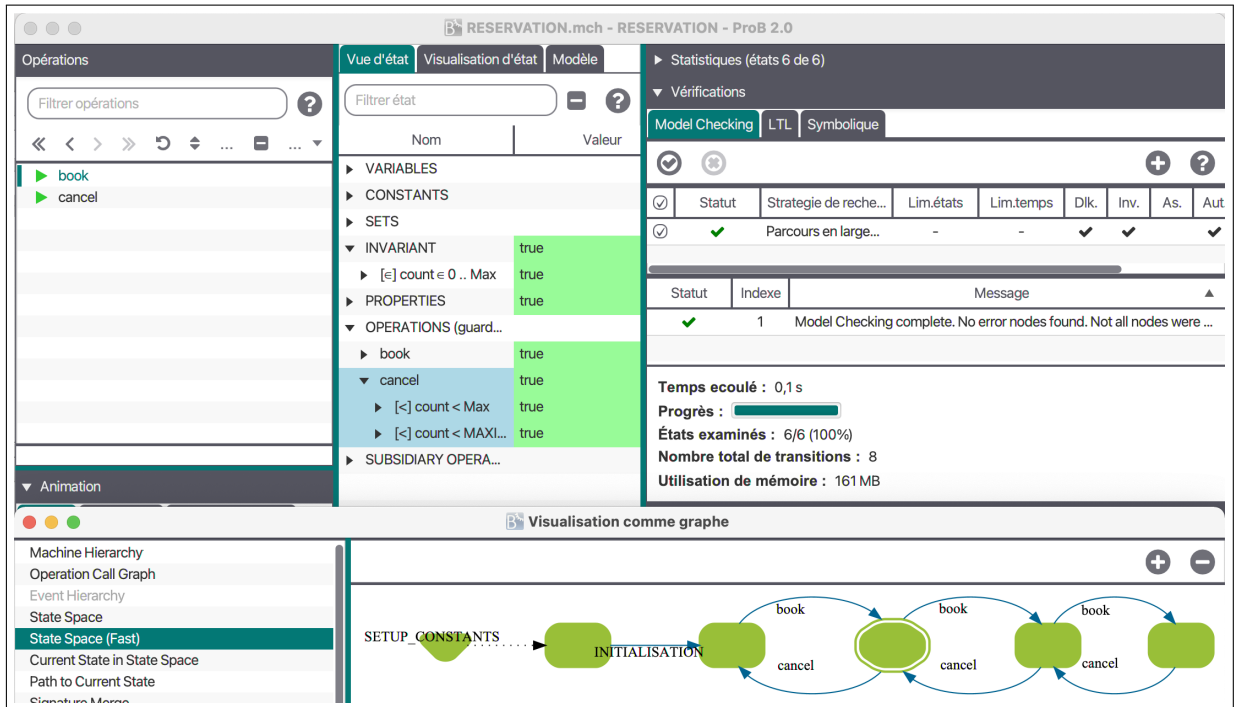 RESERVATION.mch - RESERVATION - ProB 2.0
Opérations
Filtrer opérations
?
... ...
book
cancel
Animation
Vue d'état Visualisation d'état Modèle
Filtrer état
?
Nom Valeur
VARIABLES
CONSTANTS
SETS
INVARIANT true
[∈] count ∈ 0 .. Max true
PROPERTIES true
OPERATIONS (guard...
book true
cancel true
[<] count < Max true
[<] count < MAXI... true
SUBSIDIARY OPERA...
Statistiques (états 6 de 6)
Vérifications
Model Checking LTL Symbolique
?
Statut Strategie de reche... Lim.états Lim.temps Dlk. Inv. As. Aut
Parcours en large... - -
Statut Indexe Message
1 Model Checking complete. No error nodes found. Not all nodes were ...
Temps ecoulé : 0,1 s
Progrès :
États examinés : 6/6 (100%)
Nombre total de transitions : 8
Utilisation de mémoire : 161 MB
Visualisation comme graphe
Machine Hierarchy
Operation Call Graph
Event Hierarchy
State Space
State Space (Fast)
Current State in State Space
Path to Current State
Signature Merge
book book book
SETUP_CONSTANTS
INITIALISATION
cancel cancel cancel